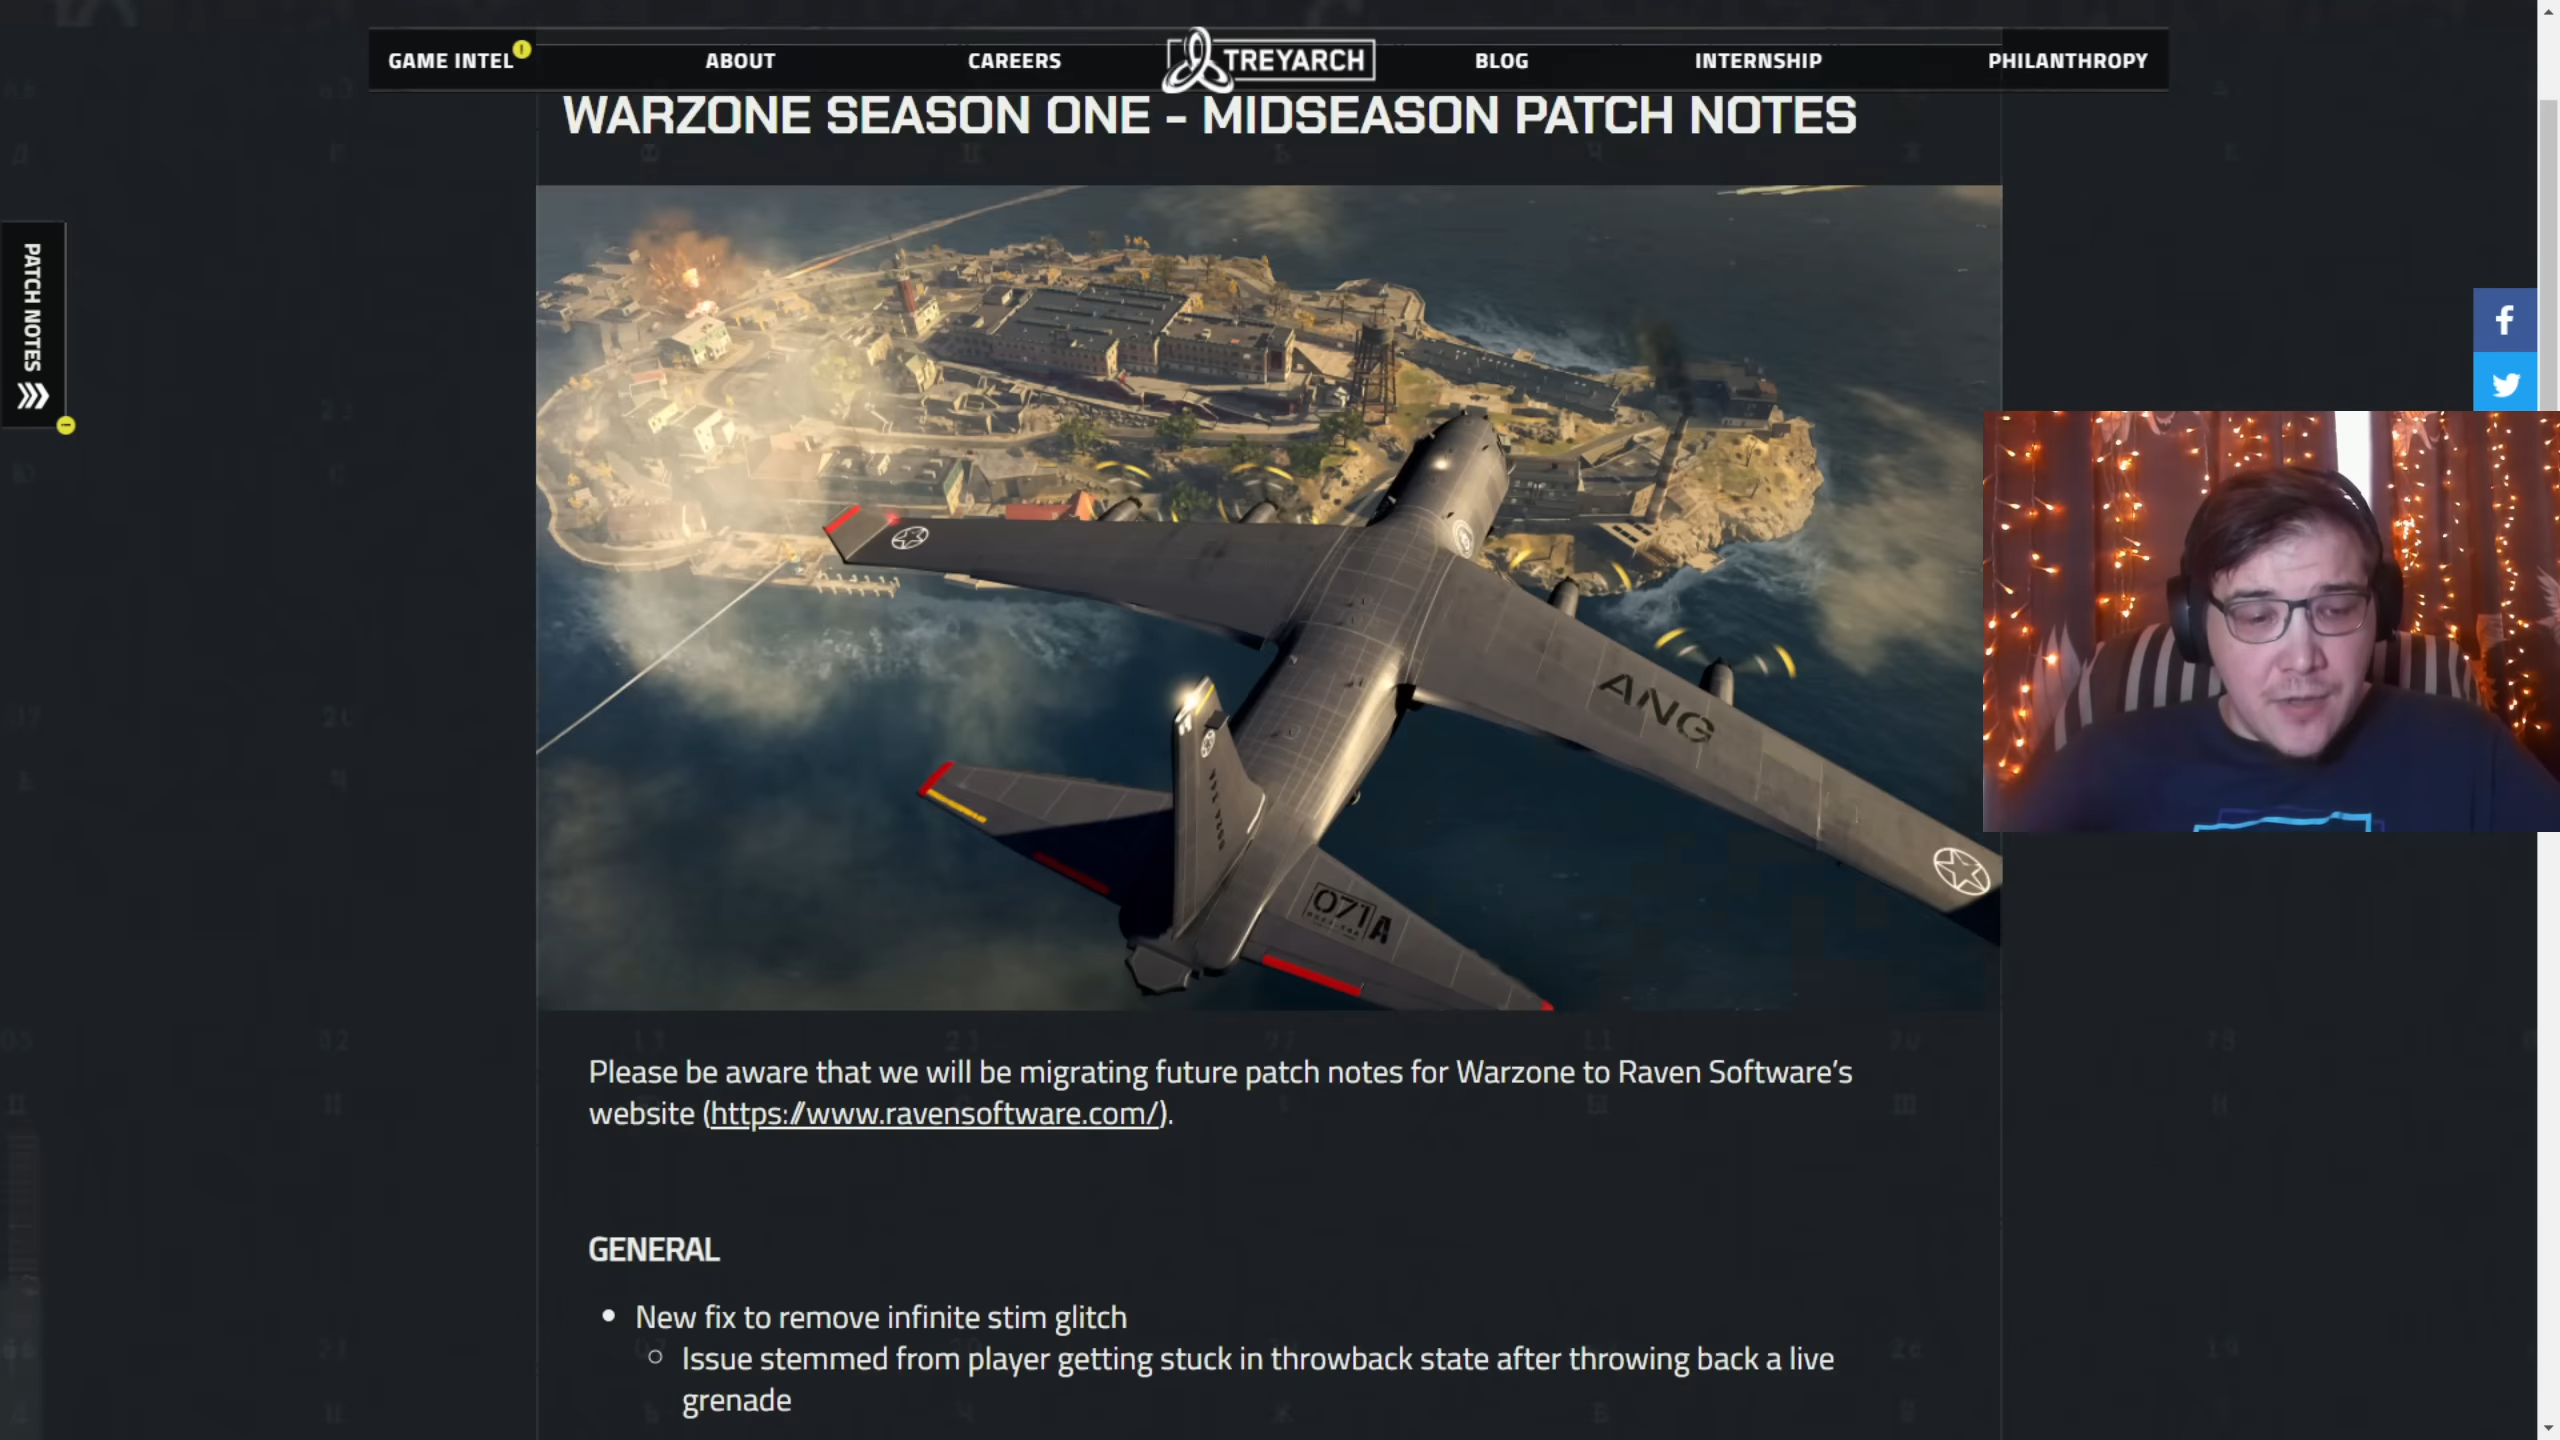 GAME INTEL
ABOUT
CAREERS
TREYARCH
BLOG
INTERNSHIP
PHILANTHROPY
WARZONE SEASON ONE - MIDSEASON PATCH NOTES
PATCH NOTES
ANG
071A
Please be aware that we will be migrating future patch notes for Warzone to Raven Software's
website (https://www.ravensoftware.com/).
GENERAL
• New fix to remove infinite stim glitch
○ Issue stemmed from player getting stuck in throwback state after throwing back a live
grenade